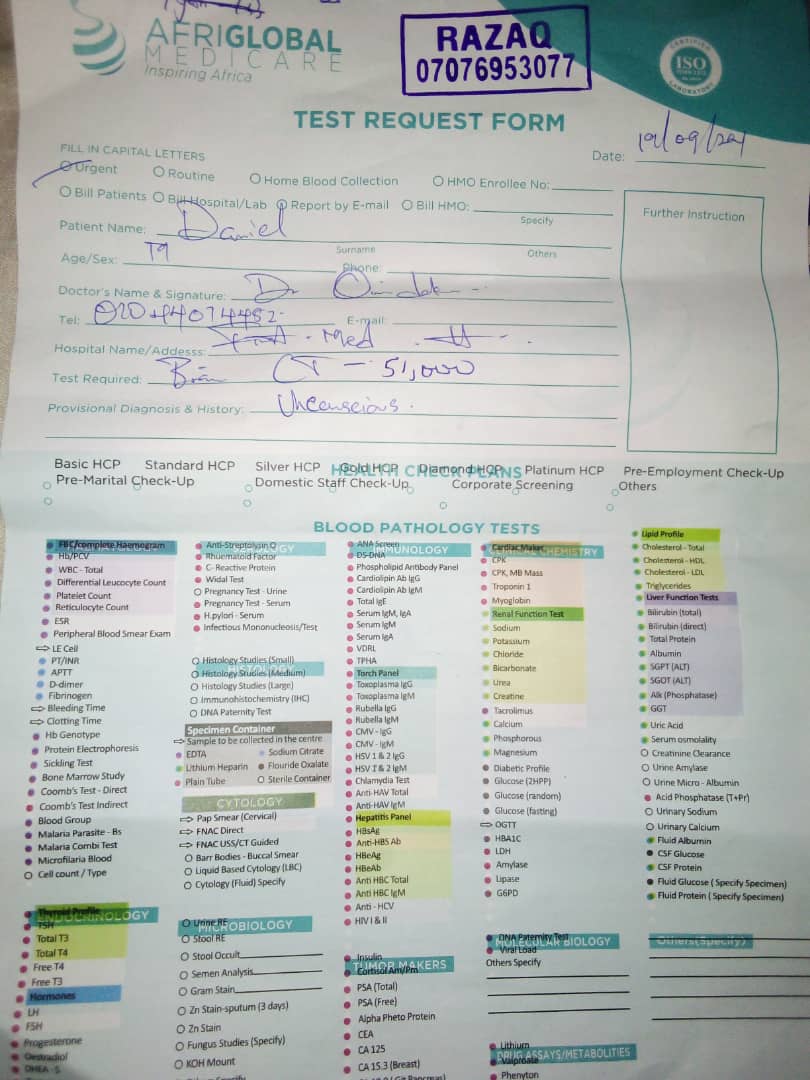 AFRIGLOBAL
MEDICARE
Inspiring Africa
RAZAQ
07076953077
CERTIFIED
ISO
LABORATORY
TEST REQUEST FORM
19/09/
Date:
FILL IN CAPITAL LETTERS
Urgent Routine Home Blood Collection HMO Enrollee No:
Bill Patients Bill Hospital/Lab Report by E-mail Bill HMO:
Specify
Further Instruction
Patient Name: Daniel
Surname Others
Age/Sex: 79 Phone:
Doctor's Name & Signature: Dr
Tel: E-mail:
Hospital Name/Addesss: Med
Test Required: Brain CT - 51,000
Provisional Diagnosis & History: Unconscious.
HEALTH CHECK PLANS
Basic HCP Standard HCP Silver HCP Gold HCP Diamond HCP Platinum HCP Pre-Employment Check-Up
Pre-Marital Check-Up Domestic Staff Check-Up Corporate Screening Others
BLOOD PATHOLOGY TESTS
FBC/complete Haemogram
Hb/PCV
WBC - Total
Differential Leucocyte Count
Platelet Count
Reticulocyte Count
ESR
Peripheral Blood Smear Exam
LE Cell
PT/INR
APTT
D-dimer
Fibrinogen
Bleeding Time
Clotting Time
Hb Genotype
Protein Electrophoresis
Sickling Test
Bone Marrow Study
Coomb's Test - Direct
Coomb's Test Indirect
Blood Group
Malaria Parasite - Bs
Malaria Combi Test
Microfilaria Blood
Cell count / Type
ENDOCRINOLOGY
Thyroid Profile
TSH
Total T3
Total T4
Free T4
Free T3
Hormones
LH
FSH
Progesterone
Oestradiol
DHEA - S
Anti-Streptolysin O
Rhuematoid Factor
C- Reactive Protein
Widal Test
Pregnancy Test - Urine
Pregnancy Test - Serum
H.pylori - Serum
Infectious Mononucleosis/Test
HISTOLOGY
Histology Studies (Small)
Histology Studies (Medium)
Histology Studies (Large)
Immunohistochemistry (IHC)
DNA Paternity Test
Specimen Container
Sample to be collected in the centre
EDTA Sodium Citrate
Lithium Heparin Flouride Oxalate
Plain Tube Sterile Container
CYTOLOGY
Pap Smear (Cervical)
FNAC Direct
FNAC USS/CT Guided
Barr Bodies - Buccal Smear
Liquid Based Cytology (LBC)
Cytology (Fluid) Specify
MICROBIOLOGY
Urine RE
Stool RE
Stool Occult
Semen Analysis
Gram Stain
Zn Stain-sputum (3 days)
Zn Stain
Fungus Studies (Specify)
KOH Mount
IMMUNOLOGY
ANA Screen
DS-DNA
Phospholipid Antibody Panel
Cardiolipin Ab IgG
Cardiolipin Ab IgM
Total IgE
Serum IgM, IgA
Serum IgM
Serum IgA
VDRL
TPHA
Torch Panel
Toxoplasma IgG
Toxoplasma IgM
Rubella IgG
Rubella IgM
CMV - IgG
CMV - IgM
HSV 1 & 2 IgG
HSV 1 & 2 IgM
Chlamydia Test
Anti-HAV Total
Anti-HAV IgM
Hepatitis Panel
HBsAg
Anti-HBS Ab
HBeAg
HBeAb
Anti HBC Total
Anti HBC IgM
Anti - HCV
HIV I & II
TUMOR MAKERS
Insulin
Cortisol Am/Pm
PSA (Total)
PSA (Free)
Alpha Pheto Protein
CEA
CA 125
CA 15.3 (Breast)
CLINICAL CHEMISTRY
Cardiac Maker
CPK
CPK, MB Mass
Troponin 1
Myoglobin
Renal Function Test
Sodium
Potassium
Chloride
Bicarbonate
Urea
Creatine
Tacrolimus
Calcium
Phosphorous
Magnesium
Diabetic Profile
Glucose (2HPP)
Glucose (random)
Glucose (fasting)
OGTT
HBA1C
LDH
Amylase
Lipase
G6PD
MOLECULAR BIOLOGY
DNA Paternity Test
Viral Load
Others Specify
DRUG ASSAYS/METABOLITIES
Lithium
Valproate
Phenyton
Lipid Profile
Cholesterol - Total
Cholesterol - HDL
Cholesterol - LDL
Triglycerides
Liver Function Tests
Bilirubin (total)
Bilirubin (direct)
Total Protein
Albumin
SGPT (ALT)
SGOT (ALT)
Alk (Phosphatase)
GGT
Uric Acid
Serum osmolality
Creatinine Clearance
Urine Amylase
Urine Micro - Albumin
Acid Phosphatase (T+Pr)
Urinary Sodium
Urinary Calcium
Fluid Albumin
CSF Glucose
CSF Protein
Fluid Glucose ( Specify Specimen)
Fluid Protein ( Specify Specimen)
Others(Specify)